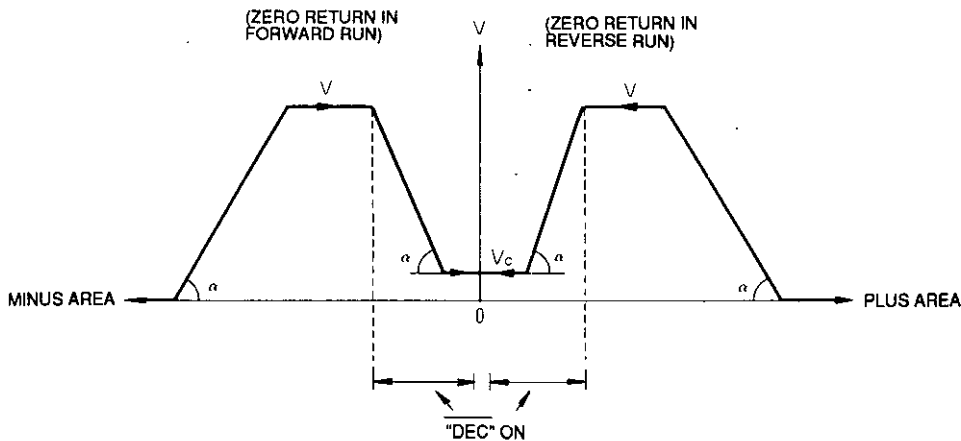 (ZERO RETURN IN
FORWARD RUN)
V
(ZERO RETURN IN
REVERSE RUN)
V
V
α
Vc
α
MINUS AREA
α
α
PLUS AREA
0
"DEC" ON